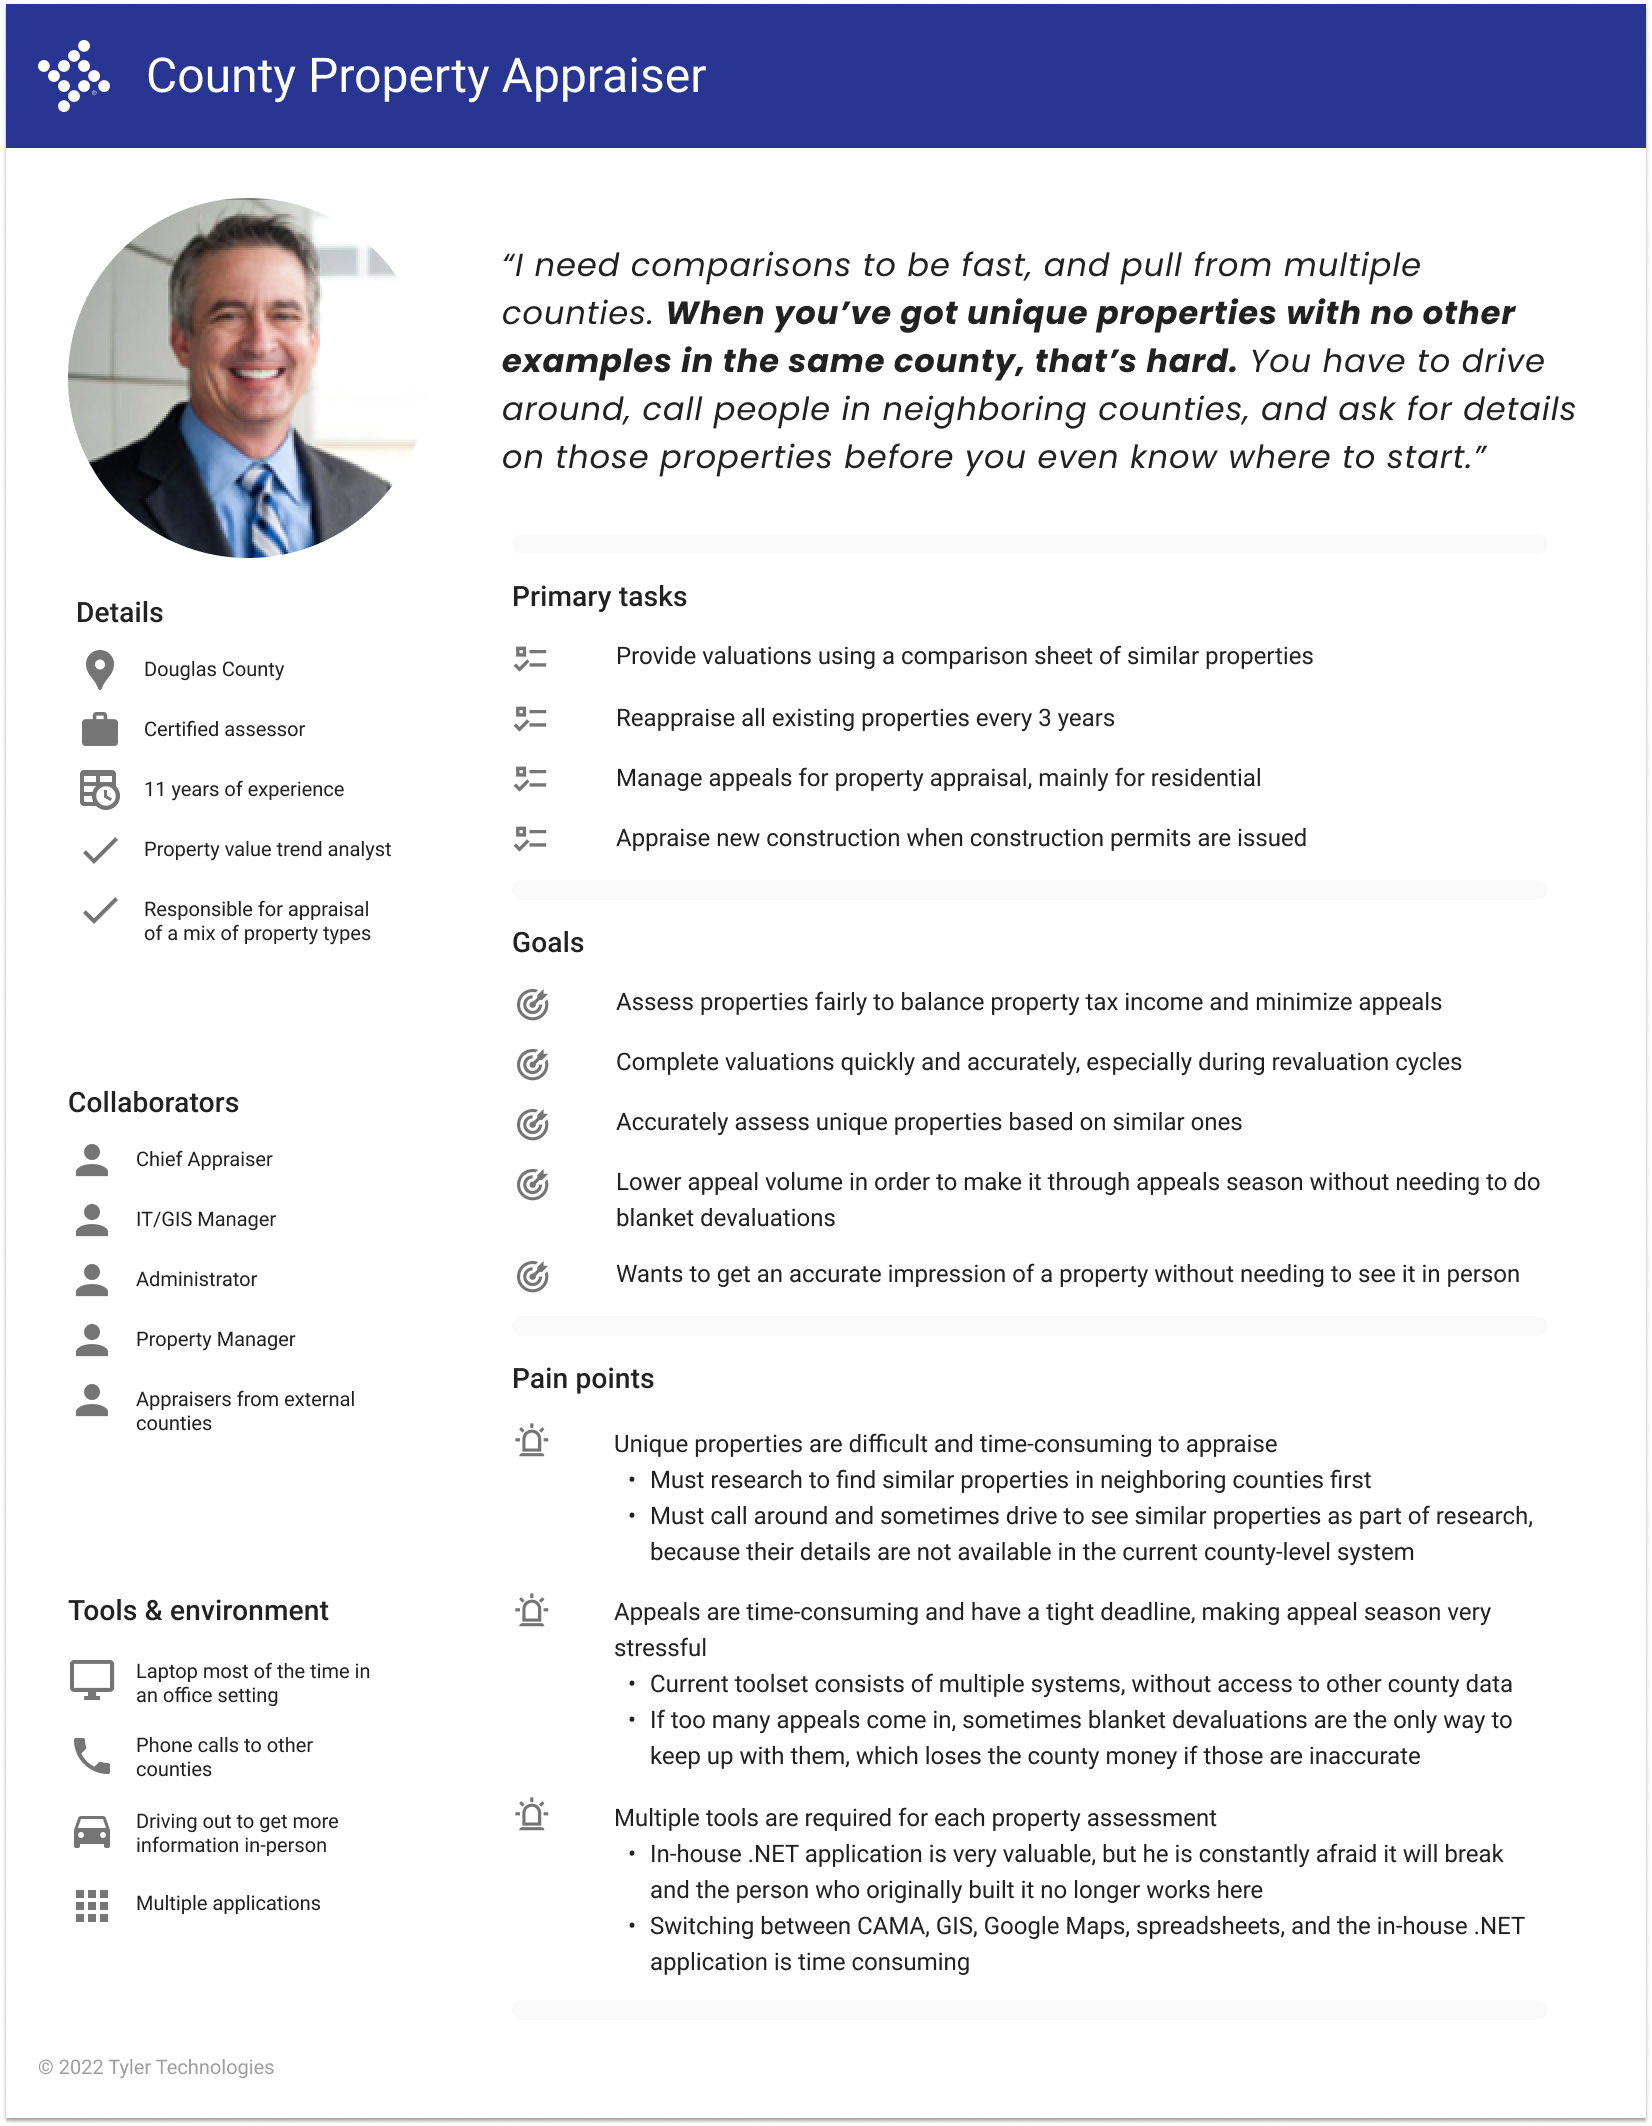 County Property Appraiser
“I need comparisons to be fast, and pull from multiple
counties. When you’ve got unique properties with no other
examples in the same county, that’s hard. You have to drive
around, call people in neighboring counties, and ask for details
on those properties before you even know where to start.”
Details
Douglas County
Certified assessor
11 years of experience
Property value trend analyst
Responsible for appraisal
of a mix of property types
Collaborators
Chief Appraiser
IT/GIS Manager
Administrator
Property Manager
Appraisers from external
counties
Tools & environment
Laptop most of the time in
an office setting
Phone calls to other
counties
Driving out to get more
information in-person
Multiple applications
Primary tasks
Provide valuations using a comparison sheet of similar properties
Reappraise all existing properties every 3 years
Manage appeals for property appraisal, mainly for residential
Appraise new construction when construction permits are issued
Goals
Assess properties fairly to balance property tax income and minimize appeals
Complete valuations quickly and accurately, especially during revaluation cycles
Accurately assess unique properties based on similar ones
Lower appeal volume in order to make it through appeals season without needing to do
blanket devaluations
Wants to get an accurate impression of a property without needing to see it in person
Pain points
Unique properties are difficult and time-consuming to appraise
• Must research to find similar properties in neighboring counties first
• Must call around and sometimes drive to see similar properties as part of research,
because their details are not available in the current county-level system
Appeals are time-consuming and have a tight deadline, making appeal season very
stressful
• Current toolset consists of multiple systems, without access to other county data
• If too many appeals come in, sometimes blanket devaluations are the only way to
keep up with them, which loses the county money if those are inaccurate
Multiple tools are required for each property assessment
• In-house .NET application is very valuable, but he is constantly afraid it will break
and the person who originally built it no longer works here
• Switching between CAMA, GIS, Google Maps, spreadsheets, and the in-house .NET
application is time consuming
© 2022 Tyler Technologies